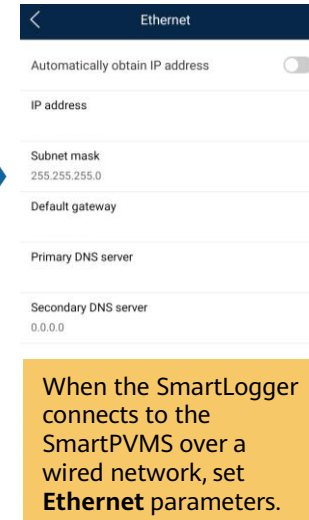 Ethernet
Automatically obtain IP address
IP address
Subnet mask
255.255.255.0
Default gateway
Primary DNS server
Secondary DNS server
0.0.0.0
When the SmartLogger
connects to the
SmartPVMS over a
wired network, set
Ethernet parameters.